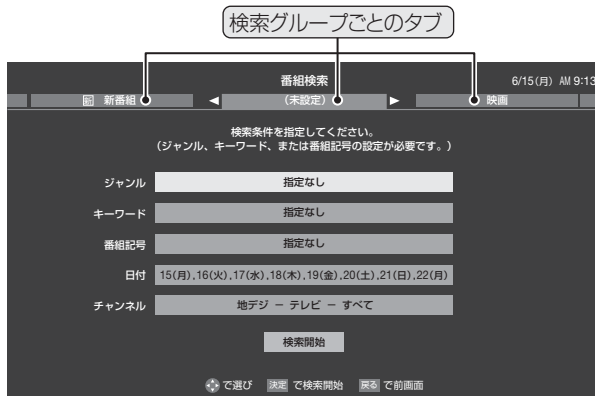 検索グループごとのタブ
番組検索 6/15(月) AM 9:13
新 新番組 ◀ (未設定) ▶ 映画
検索条件を指定してください。
(ジャンル、キーワード、または番組記号の設定が必要です。)
ジャンル 指定なし
キーワード 指定なし
番組記号 指定なし
日付 15(月),16(火),17(水),18(木),19(金),20(土),21(日),22(月)
チャンネル 地デジ － テレビ － すべて
検索開始
で選び 決定 で検索開始 戻る で前画面